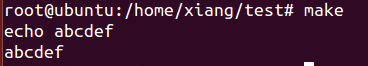 root@ubuntu:/home/xiang/test# make
echo abcdef
abcdef